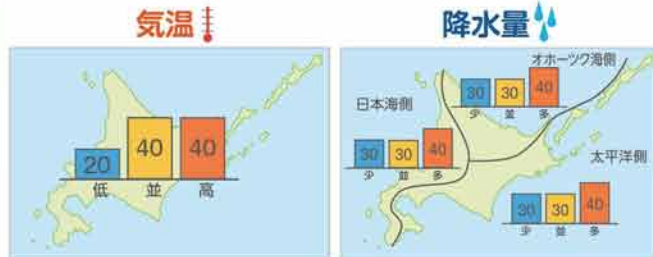 気温
20 40 40
低 並 高
降水量
オホーツク海側
30 30 40
少 並 多
日本海側
30 30 40
少 並 多
太平洋側
30 30 40
少 並 多